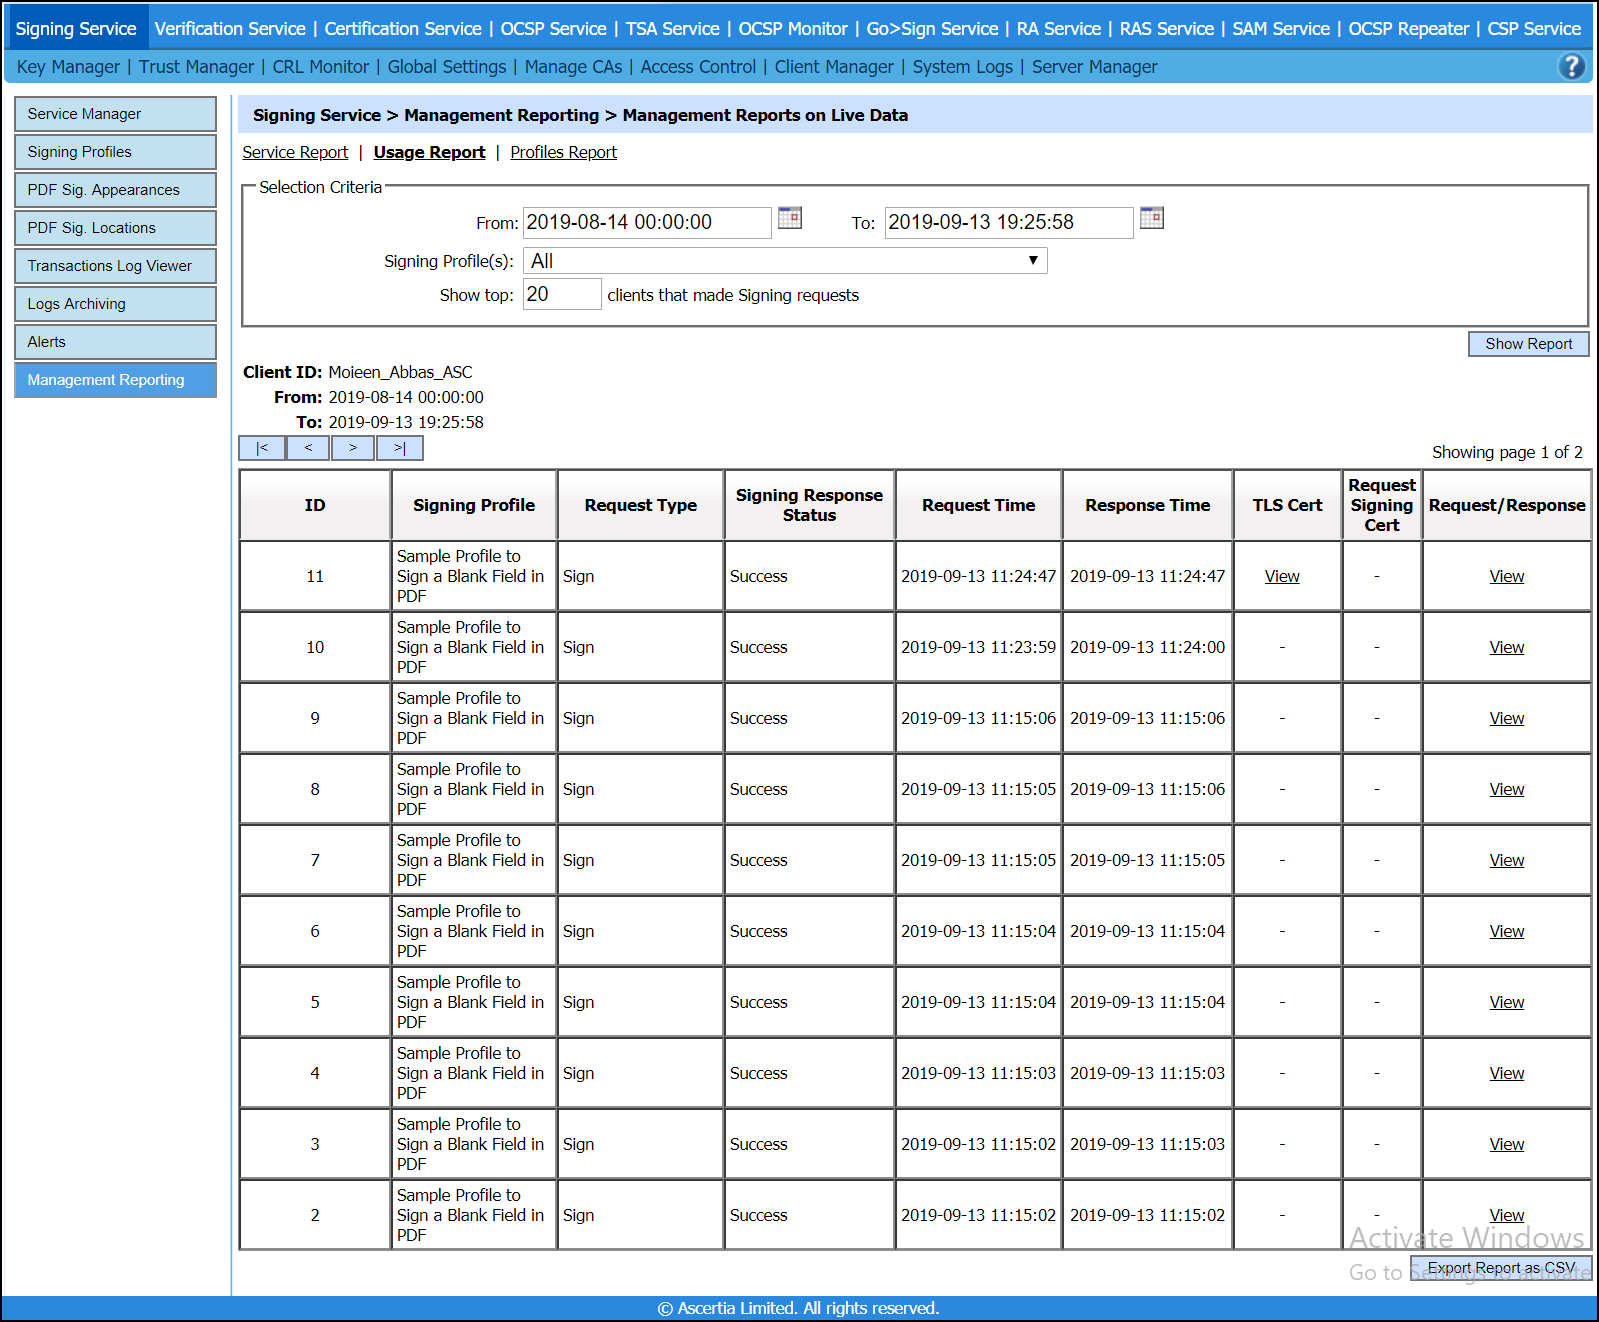 Signing Service Verification Service | Certification Service | OCSP Service | TSA Service | OCSP Monitor | Go>Sign Service | RA Service | RAS Service | SAM Service | OCSP Repeater | CSP Service
Key Manager | Trust Manager | CRL Monitor | Global Settings | Manage CAs | Access Control | Client Manager | System Logs | Server Manager ?
Service Manager
Signing Profiles
PDF Sig. Appearances
PDF Sig. Locations
Transactions Log Viewer
Logs Archiving
Alerts
Management Reporting
Signing Service > Management Reporting > Management Reports on Live Data
Service Report | Usage Report | Profiles Report
Selection Criteria
From: 2019-08-14 00:00:00 To: 2019-09-13 19:25:58
Signing Profile(s): All
Show top: 20 clients that made Signing requests
Show Report
Client ID: Moieen_Abbas_ASC
From: 2019-08-14 00:00:00
To: 2019-09-13 19:25:58
|< < > >|
Showing page 1 of 2
ID Signing Profile Request Type Signing Response Status Request Time Response Time TLS Cert Request Signing Cert Request/Response
11 Sample Profile to Sign a Blank Field in PDF Sign Success 2019-09-13 11:24:47 2019-09-13 11:24:47 View - View
10 Sample Profile to Sign a Blank Field in PDF Sign Success 2019-09-13 11:23:59 2019-09-13 11:24:00 - - View
9 Sample Profile to Sign a Blank Field in PDF Sign Success 2019-09-13 11:15:06 2019-09-13 11:15:06 - - View
8 Sample Profile to Sign a Blank Field in PDF Sign Success 2019-09-13 11:15:05 2019-09-13 11:15:06 - - View
7 Sample Profile to Sign a Blank Field in PDF Sign Success 2019-09-13 11:15:05 2019-09-13 11:15:05 - - View
6 Sample Profile to Sign a Blank Field in PDF Sign Success 2019-09-13 11:15:04 2019-09-13 11:15:04 - - View
5 Sample Profile to Sign a Blank Field in PDF Sign Success 2019-09-13 11:15:04 2019-09-13 11:15:04 - - View
4 Sample Profile to Sign a Blank Field in PDF Sign Success 2019-09-13 11:15:03 2019-09-13 11:15:03 - - View
3 Sample Profile to Sign a Blank Field in PDF Sign Success 2019-09-13 11:15:02 2019-09-13 11:15:03 - - View
2 Sample Profile to Sign a Blank Field in PDF Sign Success 2019-09-13 11:15:02 2019-09-13 11:15:02 - - View
Activate Windows
Go to Settings to activate
Export Report as CSV
© Ascertia Limited. All rights reserved.